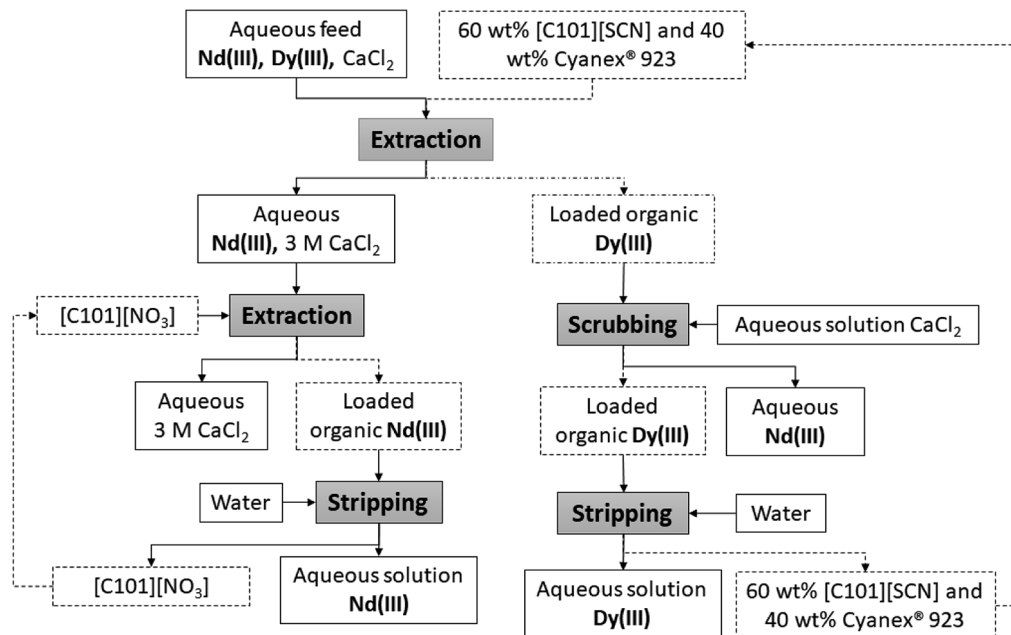 Aqueous feed
Nd(III), Dy(III), CaCl₂
60 wt% [C101][SCN] and 40
wt% Cyanex® 923
Extraction
Aqueous
Nd(III), 3 M CaCl₂
Loaded organic
Dy(III)
[C101][NO₃]
Extraction
Scrubbing
Aqueous solution CaCl₂
Aqueous
3 M CaCl₂
Loaded
organic Nd(III)
Loaded
organic Dy(III)
Aqueous
Nd(III)
Water
Stripping
Stripping
Water
[C101][NO₃]
Aqueous solution
Nd(III)
Aqueous solution
Dy(III)
60 wt% [C101][SCN] and
40 wt% Cyanex® 923